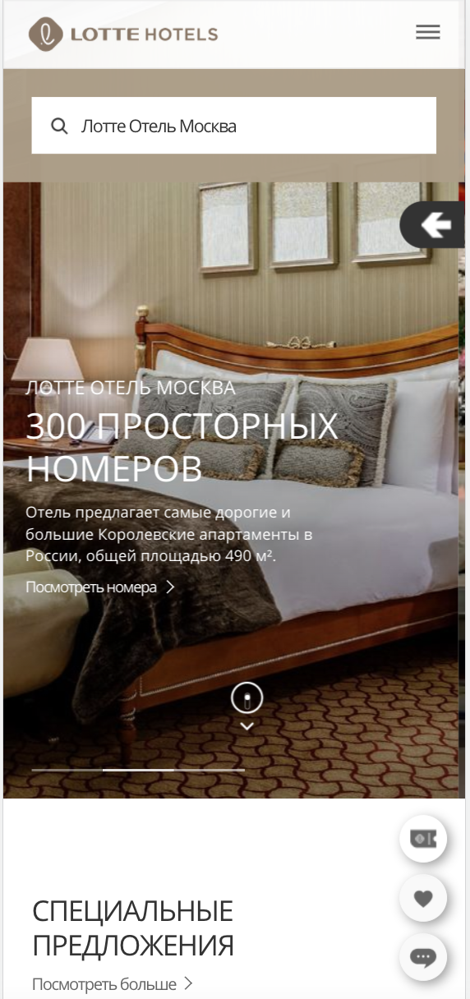 LOTTE HOTELS
Лотте Отель Москва
ЛОТТЕ ОТЕЛЬ МОСКВА
300 ПРОСТОРНЫХ
НОМЕРОВ
Отель предлагает самые дорогие и
большие Королевские апартаменты в
России, общей площадью 490 м².
Посмотреть номера
СПЕЦИАЛЬНЫЕ
ПРЕДЛОЖЕНИЯ
Посмотреть больше